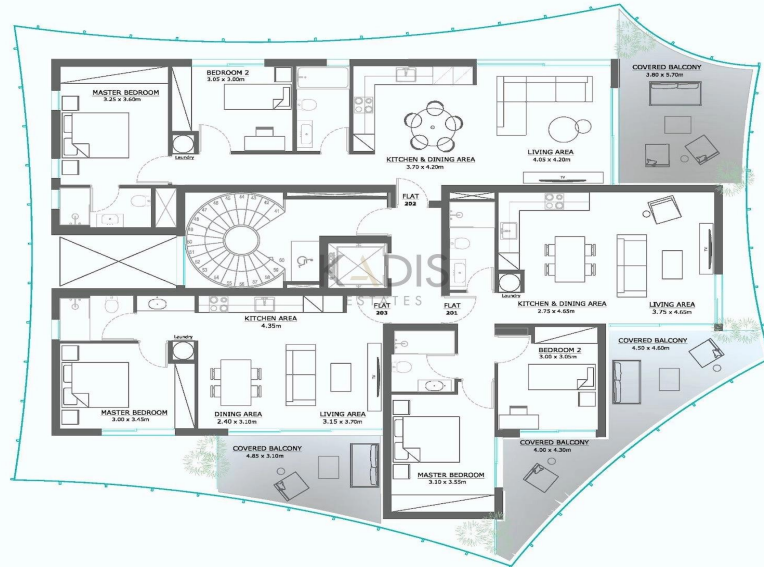 COVERED BALCONY
3.80 x 5.70m
BEDROOM 2
3.05 x 3.00m
MASTER BEDROOM
3.25 x 3.60m
Laundry
KITCHEN & DINING AREA
3.70 x 4.20m
LIVING AREA
4.05 x 4.20m
TV
FLAT
202
KADIS
ESTATES
Laundry
KITCHEN & DINING AREA
2.75 x 4.65m
LIVING AREA
3.75 x 4.65m
TV
FLAT
203
FLAT
201
KITCHEN AREA
4.35m
Laundry
COVERED BALCONY
4.50 x 4.60m
BEDROOM 2
3.00 x 3.05m
TV
MASTER BEDROOM
3.00 x 3.45m
DINING AREA
2.40 x 3.10m
LIVING AREA
3.15 x 3.70m
COVERED BALCONY
4.85 x 3.10m
COVERED BALCONY
4.00 x 4.30m
MASTER BEDROOM
3.10 x 3.55m